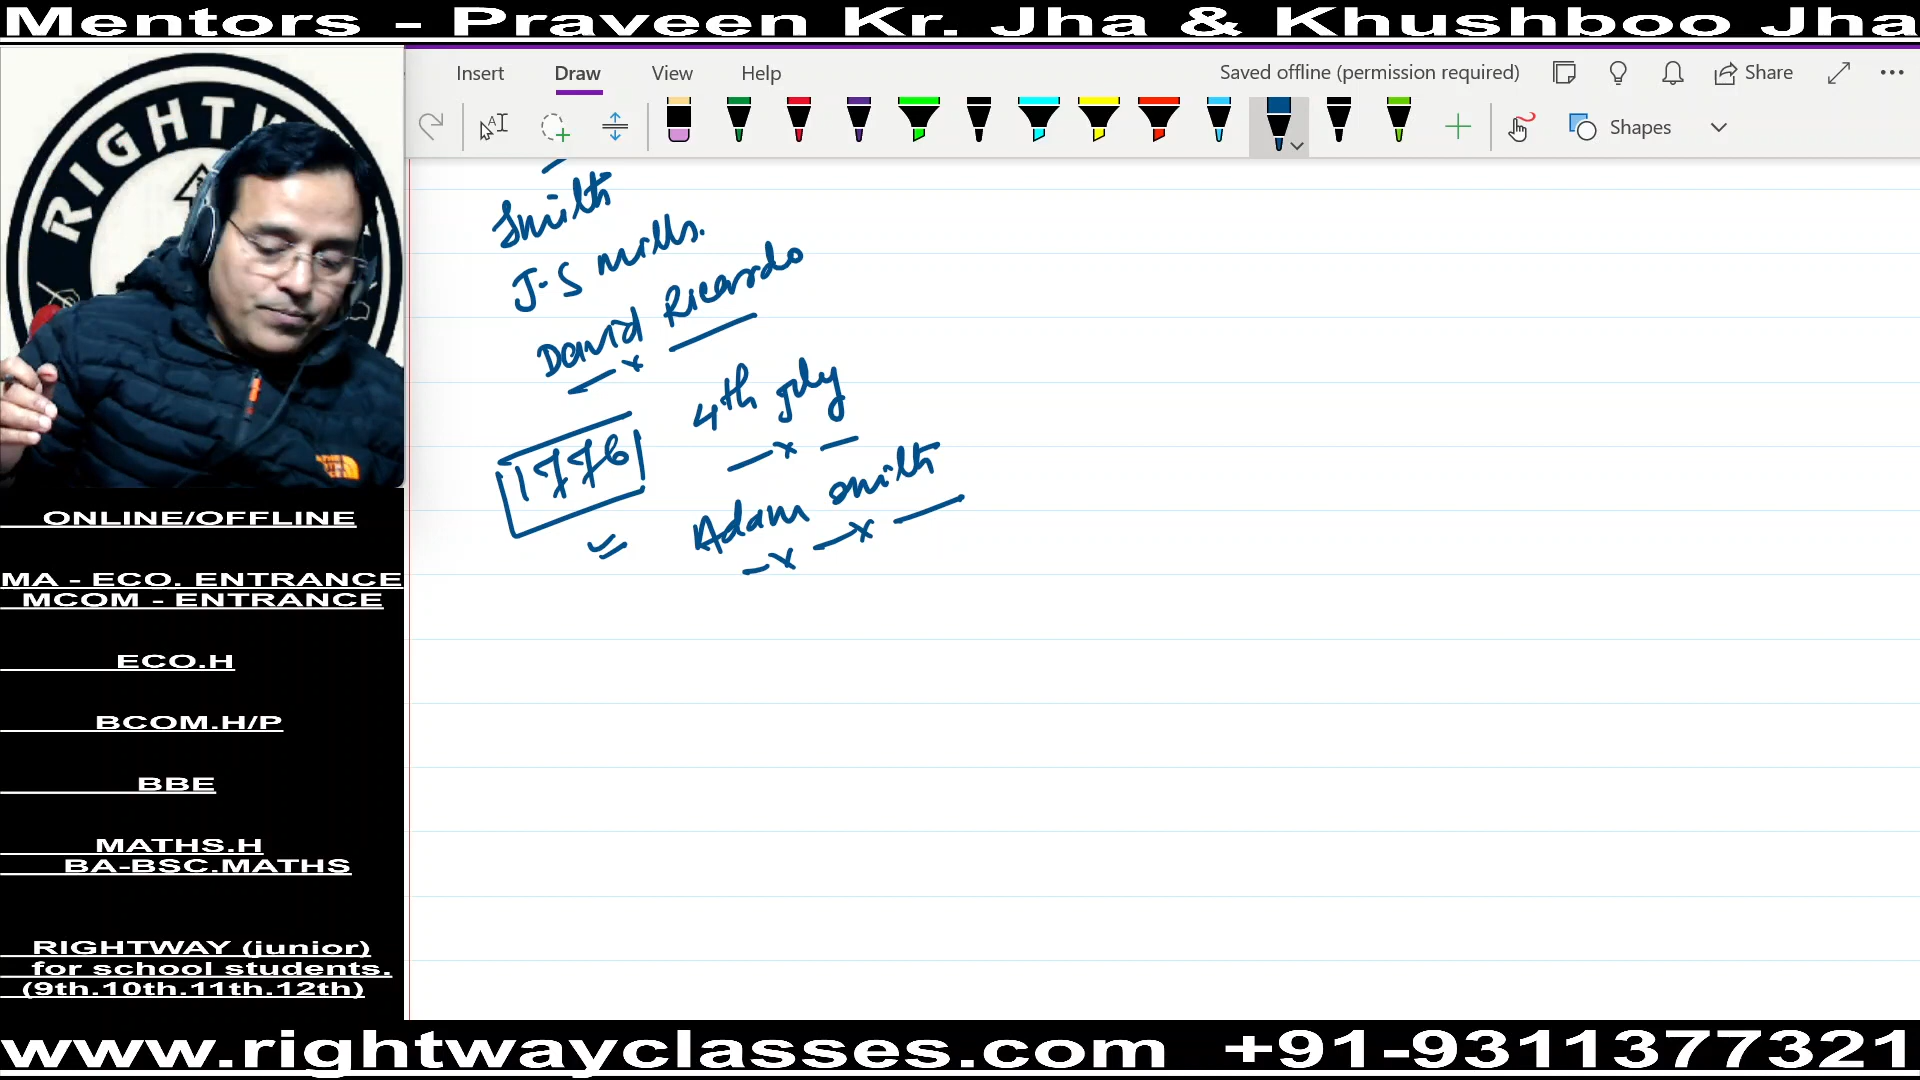 Mentors - Praveen Kr. Jha & Khushboo Jha
RIGHTW
Insert Draw View Help Saved offline (permission required) Share
Shapes
Smith
J-S Mills.
David Ricardo
4th July
1776
Adam Smith
ONLINE/OFFLINE
MA - ECO. ENTRANCE
MCOM - ENTRANCE
ECO.H
BCOM.H/P
BBE
MATHS.H
BA-BSC.MATHS
RIGHTWAY (junior)
for school students.
(9th.10th.11th.12th)
www.rightwayclasses.com +91-9311377321